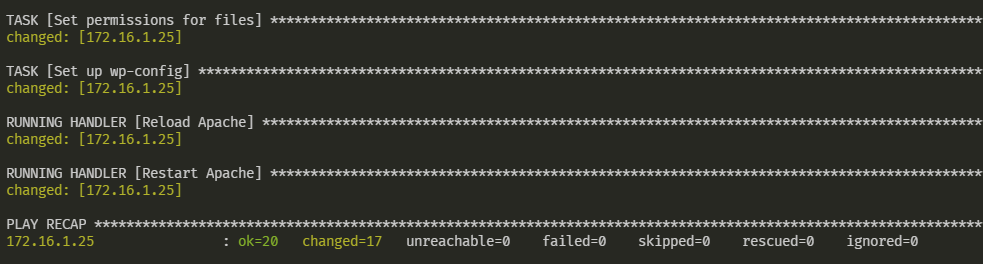 TASK [Set permissions for files] *****************************************************************************************
changed: [172.16.1.25]
TASK [Set up wp-config] **************************************************************************************************
changed: [172.16.1.25]
RUNNING HANDLER [Reload Apache] ******************************************************************************************
changed: [172.16.1.25]
RUNNING HANDLER [Restart Apache] *****************************************************************************************
changed: [172.16.1.25]
PLAY RECAP ***************************************************************************************************************
172.16.1.25                : ok=20   changed=17   unreachable=0    failed=0    skipped=0    rescued=0    ignored=0